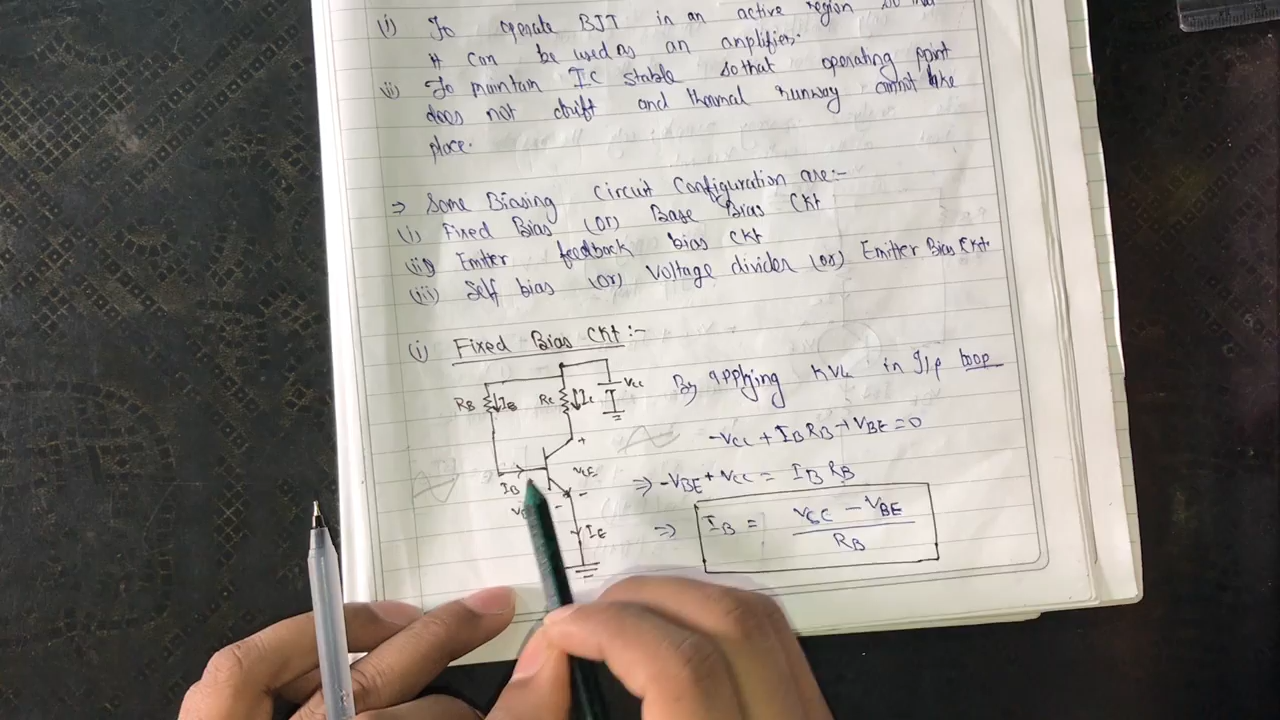 (i) To operate BJT in an active region so that
it can be used as an amplifier.
(ii) To maintain IC stable so that operating point
does not drift and thermal runway cannot take
place.
⇒ Some Biasing Circuit Configuration are:-
(i) Fixed Bias (or) Base Bias Ckt
(ii) Emitter feedback bias Ckt
(iii) Self bias (or) Voltage divider (or) Emitter Bias Ckt.
(i) Fixed Bias Ckt :-
RB IB RC IC VCC
By applying KVL in I/p loop
-VCC + IBRB + VBE = 0
+
IB VCE -
⇒ -VBE + VCC = IB RB
-
IE
⇒ IB = VCC - VBE / RB